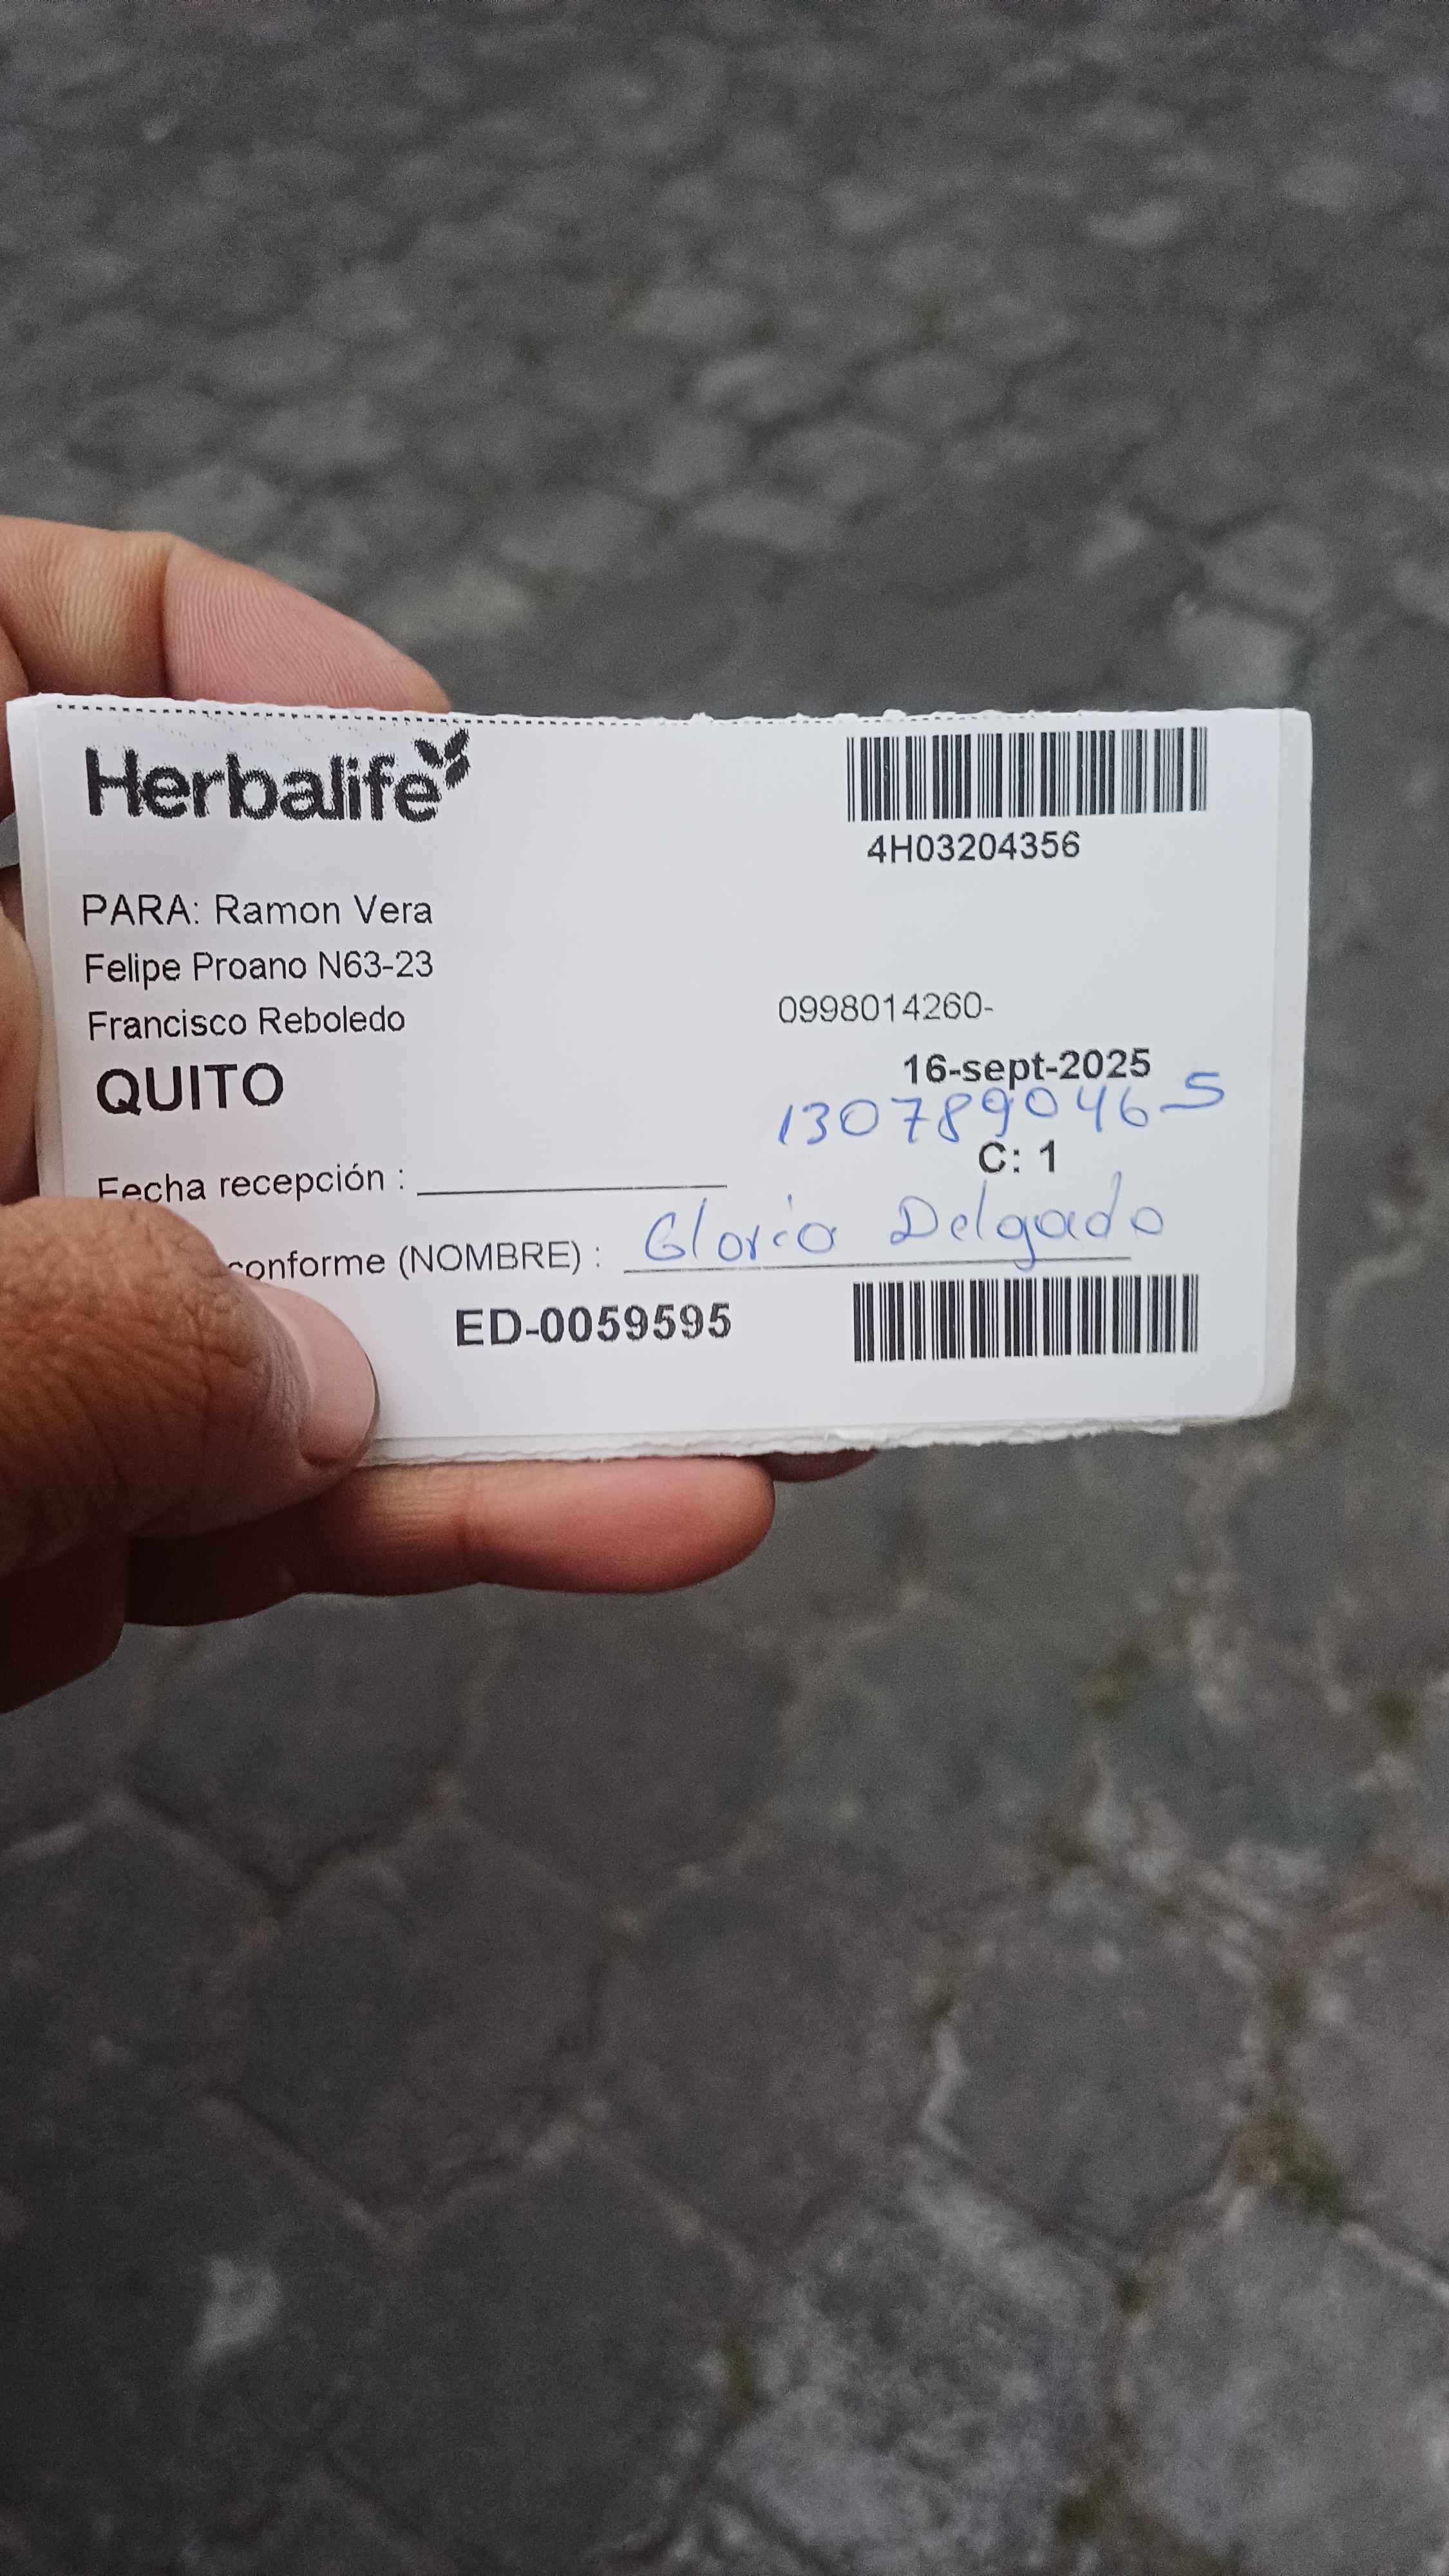 Herbalife
4H03204356
PARA: Ramon Vera
Felipe Proano N63-23
Francisco Reboledo
0998014260-
QUITO
16-sept-2025
1307890465
C: 1
Fecha recepción :
conforme (NOMBRE) : Gloria Delgado
ED-0059595